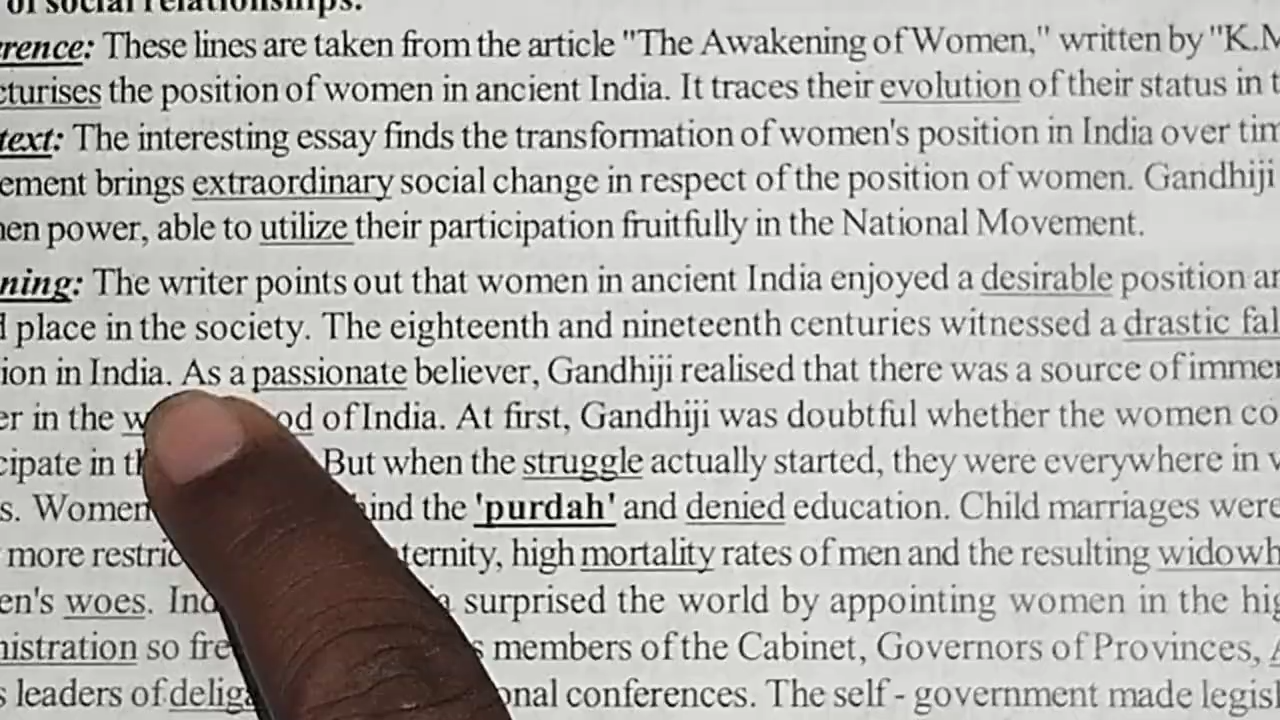 of social relationships.
erence: These lines are taken from the article "The Awakening of Women," written by "K.M
cturises the position of women in ancient India. It traces their evolution of their status in t
text: The interesting essay finds the transformation of women's position in India over tim
ement brings extraordinary social change in respect of the position of women. Gandhiji
en power, able to utilize their participation fruitfully in the National Movement.
ning: The writer points out that women in ancient India enjoyed a desirable position an
place in the society. The eighteenth and nineteenth centuries witnessed a drastic fal
ion in India. As a passionate believer, Gandhiji realised that there was a source of immen
er in the w od of India. At first, Gandhiji was doubtful whether the women co
cipate in th But when the struggle actually started, they were everywhere in v
s. Women ind the 'purdah' and denied education. Child marriages were
more restric ternity, high mortality rates of men and the resulting widowh
en's woes. Ind a surprised the world by appointing women in the hig
nistration so fre s members of the Cabinet, Governors of Provinces, A
s leaders of deliga onal conferences. The self - government made legisl